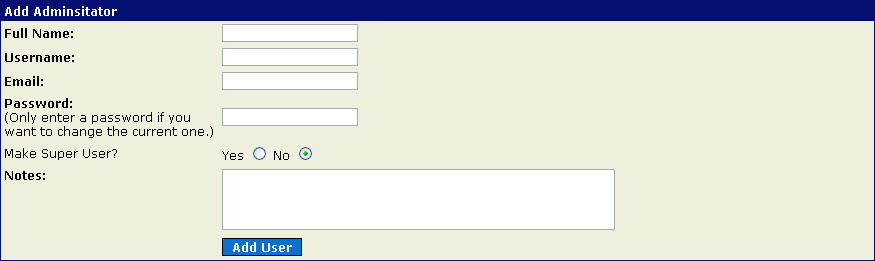 Add Adminsitator
Full Name:
Username:
Email:
Password:
(Only enter a password if you
want to change the current one.)
Make Super User? Yes No
Notes:
Add User